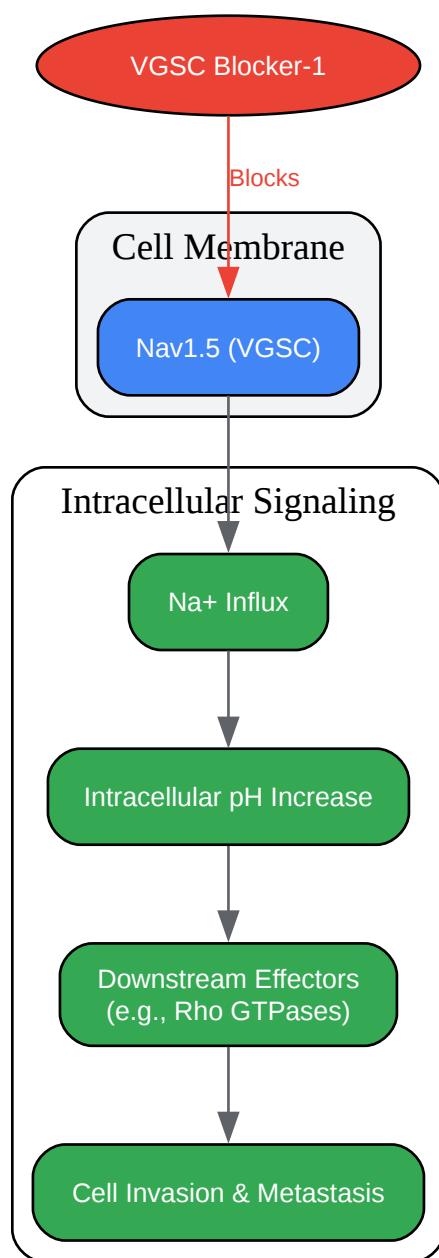 VGSC Blocker-1
Blocks
Cell Membrane
Nav1.5 (VGSC)
Intracellular Signaling
Na+ Influx
Intracellular pH Increase
Downstream Effectors
(e.g., Rho GTPases)
Cell Invasion & Metastasis